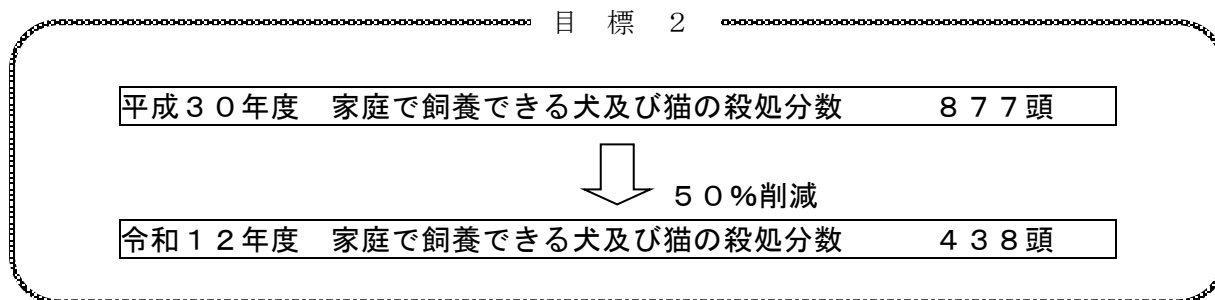 目 標 ２
平成３０年度 家庭で飼養できる犬及び猫の殺処分数 ８７７頭
５０％削減
令和１２年度 家庭で飼養できる犬及び猫の殺処分数 ４３８頭